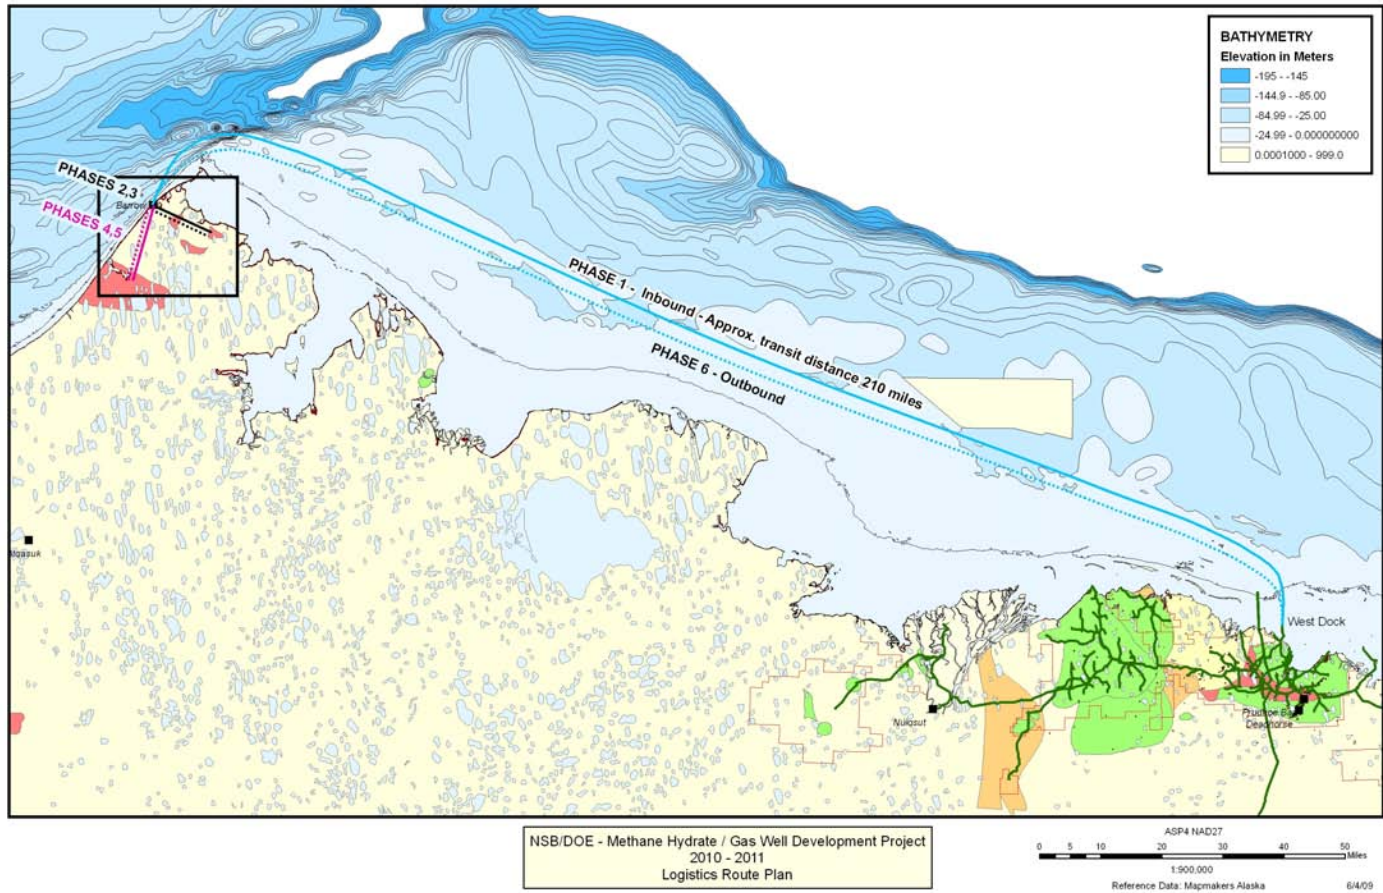 BATHYMETRY
Elevation in Meters
-195 - -145
-144.9 - -85.00
-84.99 - -25.00
-24.99 - 0.000000000
0.0001000 - 999.0
PHASES 2,3
Barrow
PHASES 4,5
PHASE 1 - Inbound - Approx. transit distance 210 miles
PHASE 6 - Outbound
West Dock
Nuiqsut
Prudhoe Bay
Deadhorse
NSB/DOE - Methane Hydrate / Gas Well Development Project
2010 - 2011
Logistics Route Plan
ASP4 NAD27
0 5 10 20 30 40 50
Miles
1:900,000
Reference Data: Mapmakers Alaska
6/4/09